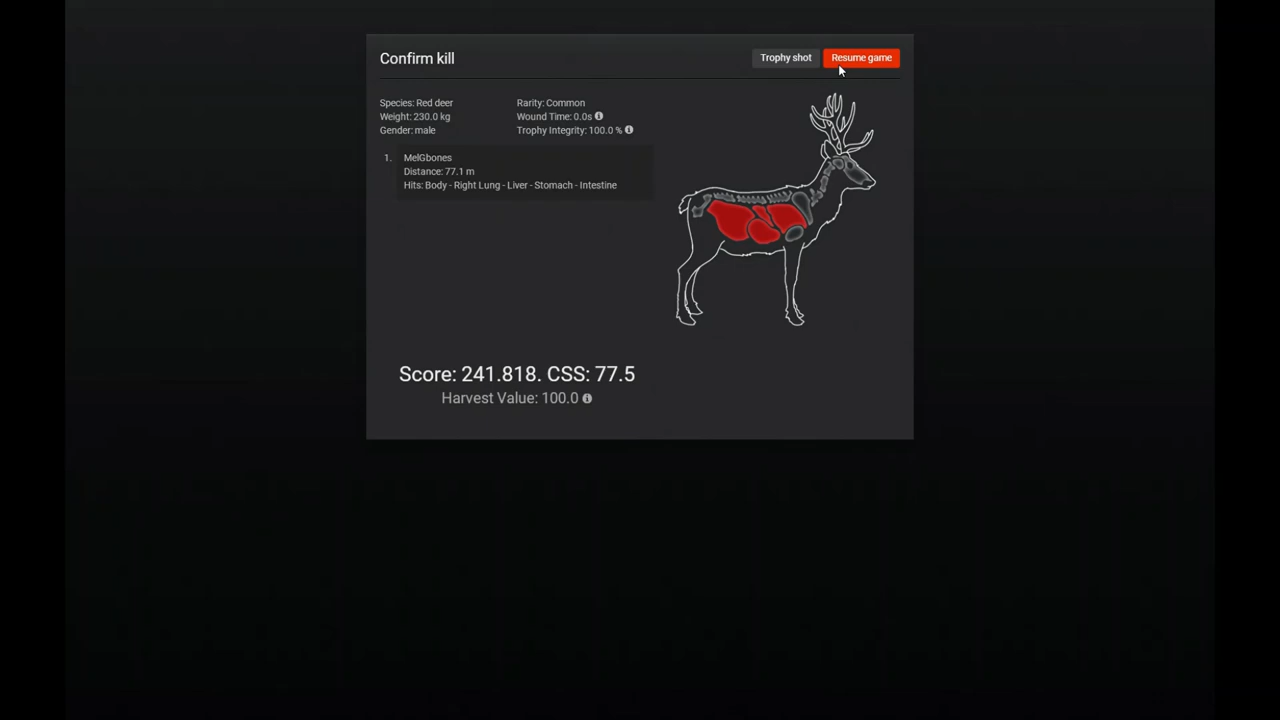 Confirm kill
Trophy shot
Resume game
Species: Red deer
Weight: 230.0 kg
Gender: male
Rarity: Common
Wound Time: 0.0s
Trophy Integrity: 100.0 %
1.
MelGbones
Distance: 77.1 m
Hits: Body - Right Lung - Liver - Stomach - Intestine
Score: 241.818. CSS: 77.5
Harvest Value: 100.0